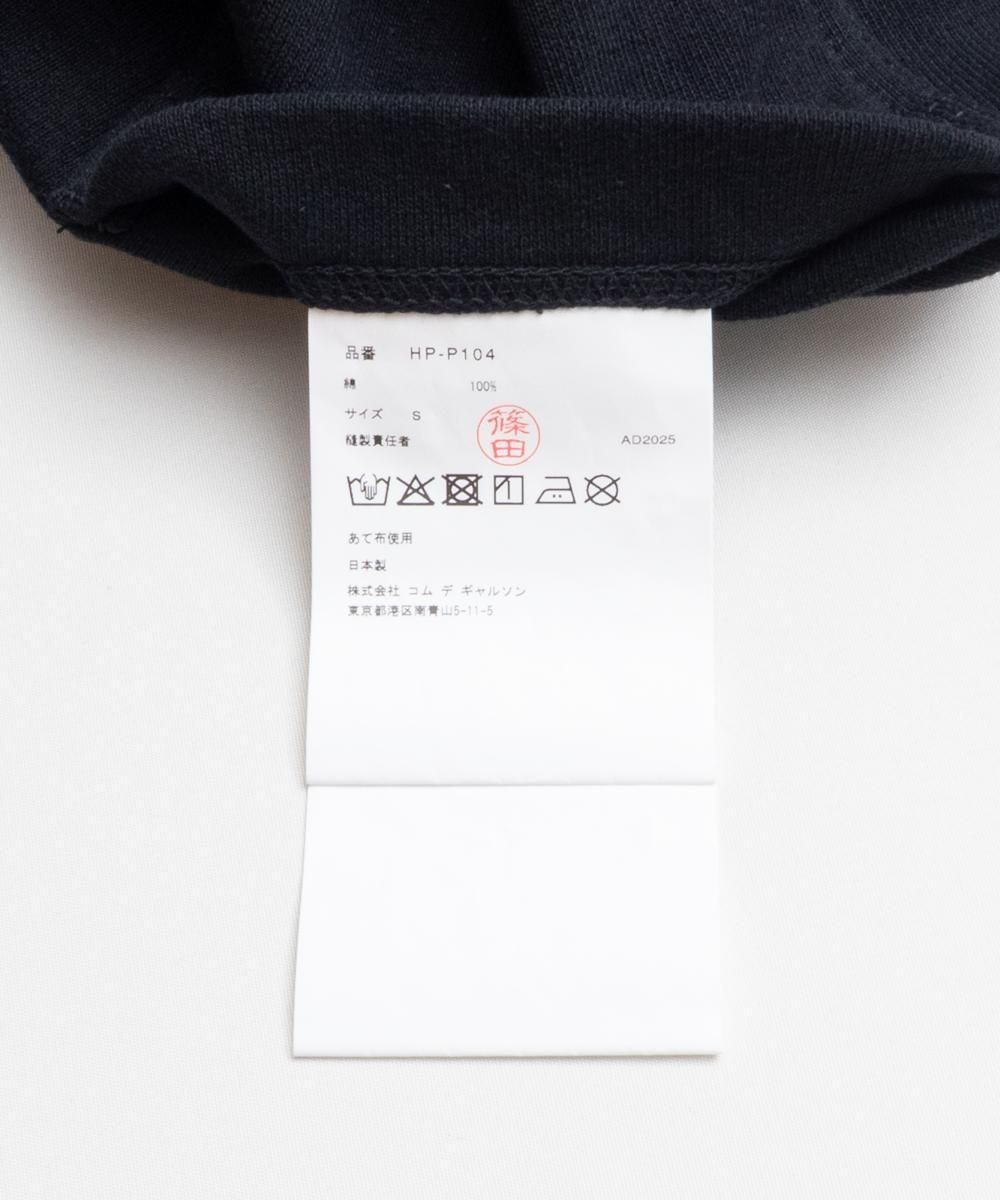 品番 HP-P104
綿 100%
サイズ S
縫製責任者 篠田 AD2025
あて布使用
日本製
株式会社 コム デ ギャルソン
東京都港区南青山5-11-5